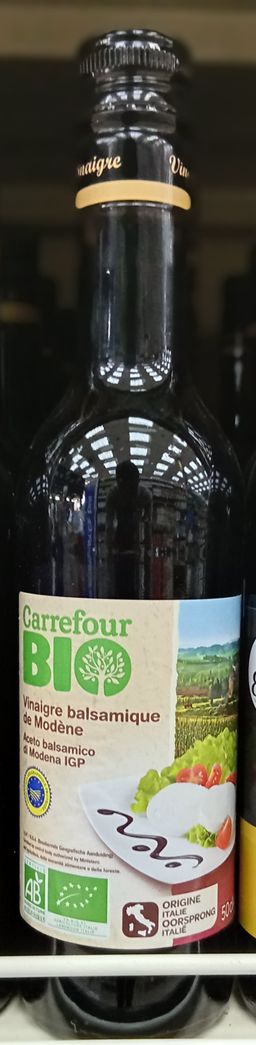 Vinaigre
Carrefour
BIO
Vinaigre balsamique
de Modène
Aceto balsamico
di Modena IGP
AB
ORIGINE
ITALIE
OORSPRONG
ITALIË